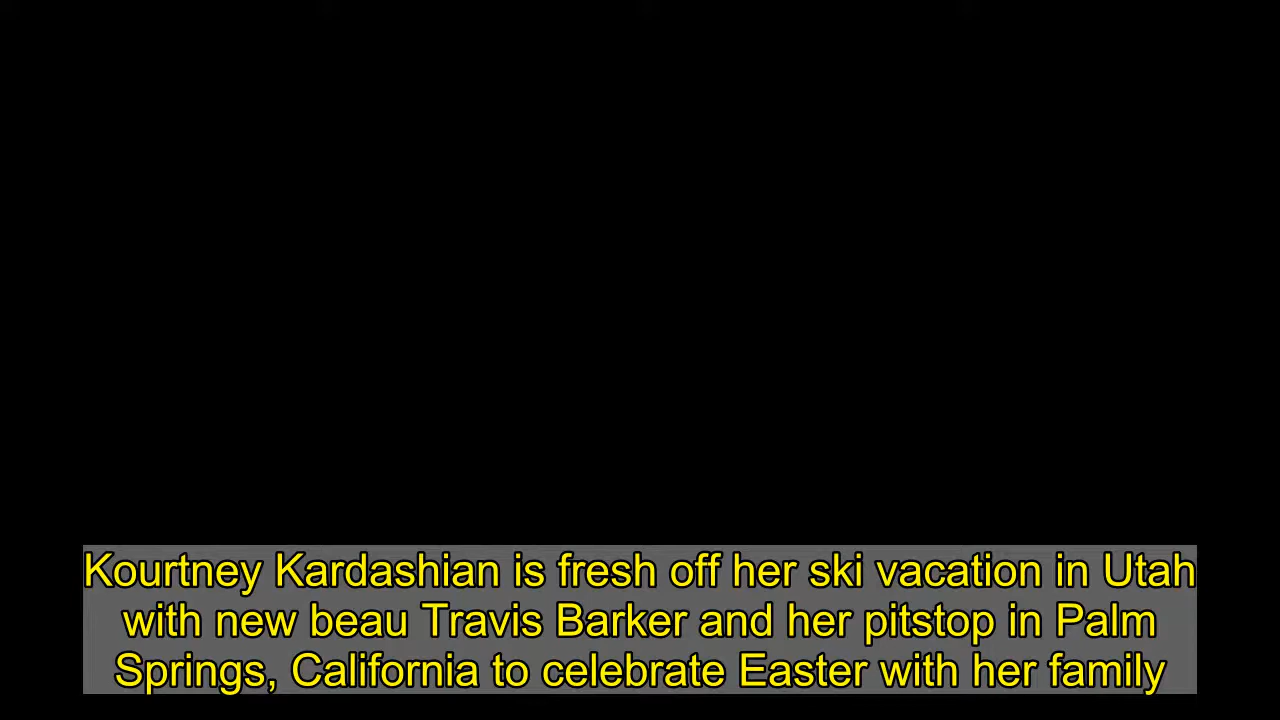 Kourtney Kardashian is fresh off her ski vacation in Utah
with new beau Travis Barker and her pitstop in Palm
Springs, California to celebrate Easter with her family